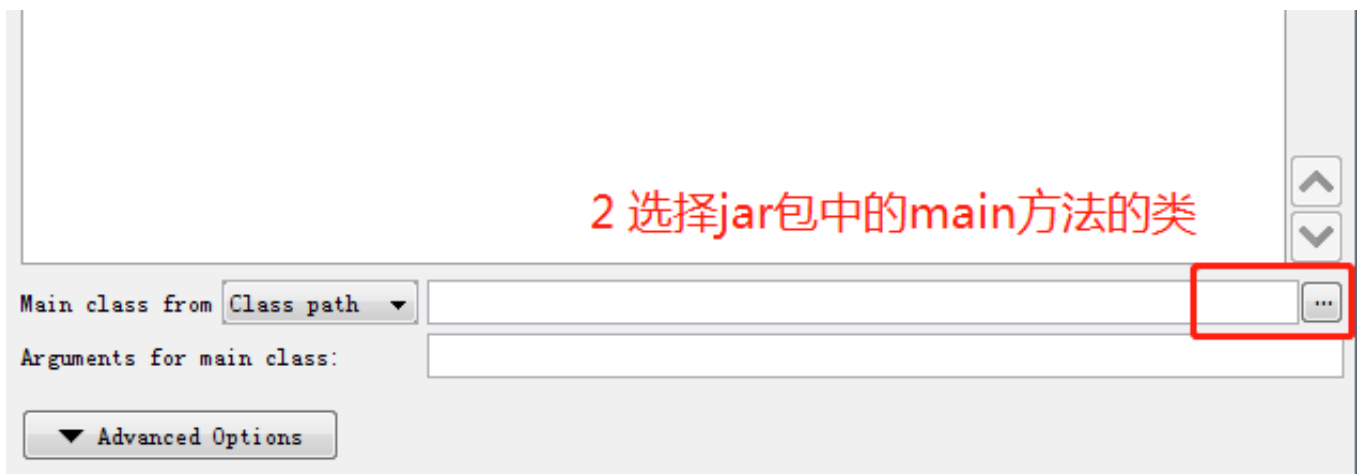 2 选择jar包中的main方法的类
Main class from Class path ...
Arguments for main class:
Advanced Options